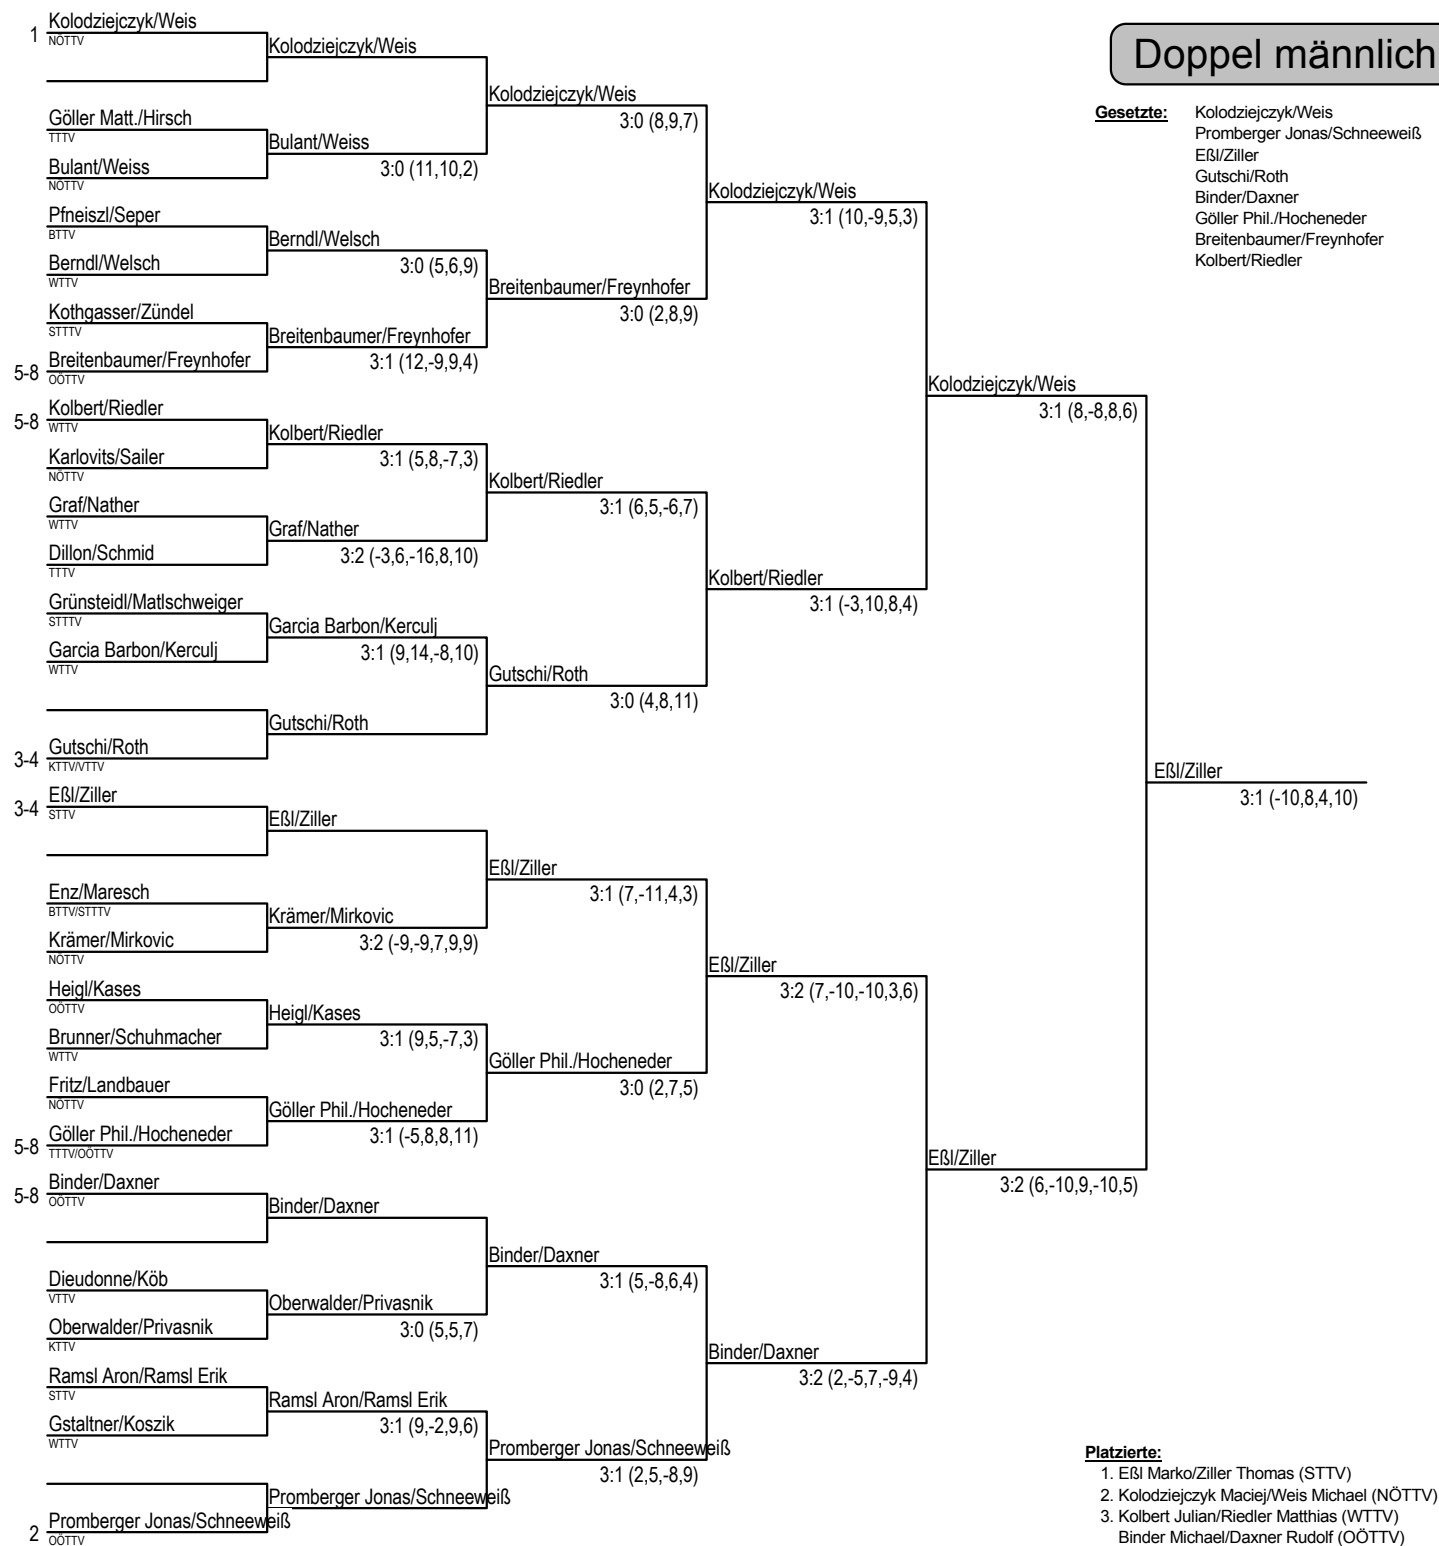 Doppel männlich
Gesetzte: Kolodziejczyk/Weis
Promberger Jonas/Schneeweiß
Eßl/Ziller
Gutschi/Roth
Binder/Daxner
Göller Phil./Hocheneder
Breitenbaumer/Freynhofer
Kolbert/Riedler
1 Kolodziejczyk/Weis
NÖTTV
Göller Matt./Hirsch
TTTV
Bulant/Weiss
NÖTTV
Pfneiszl/Seper
BTTV
Berndl/Welsch
WTTV
Kothgasser/Zündel
STTTV
5-8 Breitenbaumer/Freynhofer
OÖTTV
5-8 Kolbert/Riedler
WTTV
Karlovits/Sailer
NÖTTV
Graf/Nather
WTTV
Dillon/Schmid
TTTV
Grünsteidl/Matlschweiger
STTTV
Garcia Barbon/Kerculj
WTTV
3-4 Gutschi/Roth
KTTV/VTTV
3-4 Eßl/Ziller
STTV
Enz/Maresch
BTTV/STTTV
Krämer/Mirkovic
NÖTTV
Heigl/Kases
OÖTTV
Brunner/Schuhmacher
WTTV
Fritz/Landbauer
NÖTTV
5-8 Göller Phil./Hocheneder
TTTV/OÖTTV
5-8 Binder/Daxner
OÖTTV
Dieudonne/Köb
VTTV
Oberwalder/Privasnik
KTTV
Ramsl Aron/Ramsl Erik
STTV
Gstaltner/Koszik
WTTV
2 Promberger Jonas/Schneeweiß
OÖTTV
Kolodziejczyk/Weis
Bulant/Weiss
3:0 (11,10,2)
Berndl/Welsch
3:0 (5,6,9)
Breitenbaumer/Freynhofer
3:1 (12,-9,9,4)
Kolbert/Riedler
3:1 (5,8,-7,3)
Graf/Nather
3:2 (-3,6,-16,8,10)
Garcia Barbon/Kerculj
3:1 (9,14,-8,10)
Gutschi/Roth
Eßl/Ziller
Krämer/Mirkovic
3:2 (-9,-9,7,9,9)
Heigl/Kases
3:1 (9,5,-7,3)
Göller Phil./Hocheneder
3:1 (-5,8,8,11)
Binder/Daxner
Oberwalder/Privasnik
3:0 (5,5,7)
Ramsl Aron/Ramsl Erik
3:1 (9,-2,9,6)
Promberger Jonas/Schneeweiß
Kolodziejczyk/Weis
3:0 (8,9,7)
Breitenbaumer/Freynhofer
3:0 (2,8,9)
Kolbert/Riedler
3:1 (6,5,-6,7)
Gutschi/Roth
3:0 (4,8,11)
Eßl/Ziller
3:1 (7,-11,4,3)
Göller Phil./Hocheneder
3:0 (2,7,5)
Binder/Daxner
3:1 (5,-8,6,4)
Promberger Jonas/Schneeweiß
3:1 (2,5,-8,9)
Kolodziejczyk/Weis
3:1 (10,-9,5,3)
Kolbert/Riedler
3:1 (-3,10,8,4)
Eßl/Ziller
3:2 (7,-10,-10,3,6)
Binder/Daxner
3:2 (2,-5,7,-9,4)
Kolodziejczyk/Weis
3:1 (8,-8,8,6)
Eßl/Ziller
3:2 (6,-10,9,-10,5)
Eßl/Ziller
3:1 (-10,8,4,10)
Platzierte:
1. Eßl Marko/Ziller Thomas (STTV)
2. Kolodziejczyk Maciej/Weis Michael (NÖTTV)
3. Kolbert Julian/Riedler Matthias (WTTV)
Binder Michael/Daxner Rudolf (OÖTTV)